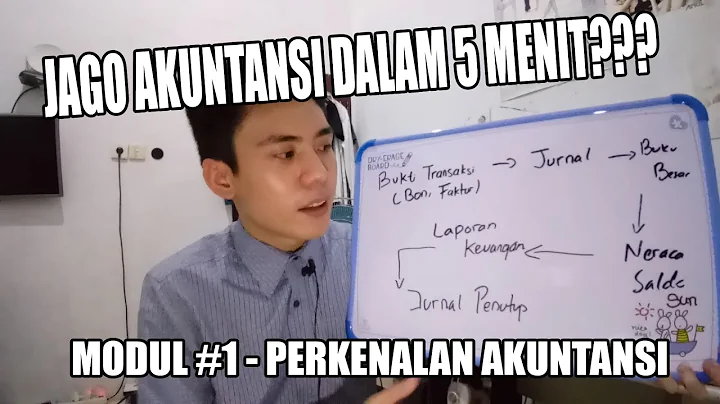 JAGO AKUNTANSI DALAM 5 MENIT???
DRY-ERASE
BOARD
Bukti Transaksi → Jurnal → Buku
(Bon, Faktur) Besar
Laporan
Keuangan
Neraca
Saldo
Sun
Jurnal Penutup
MODUL #1 - PERKENALAN AKUNTANSI